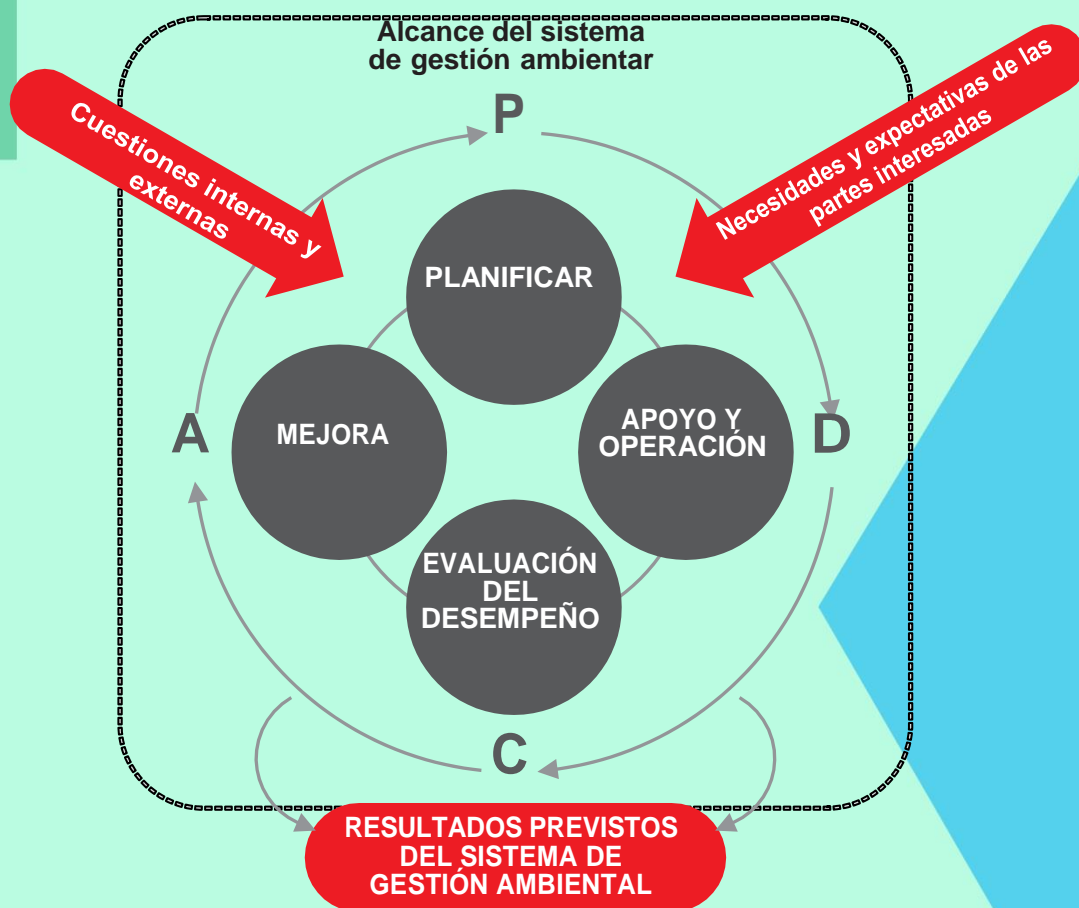 Alcance del sistema
de gestión ambientar
P
Cuestiones internas y
externas
Necesidades y expectativas de las
partes interesadas
PLANIFICAR
A
MEJORA
APOYO Y
OPERACIÓN
D
EVALUACIÓN
DEL
DESEMPEÑO
C
RESULTADOS PREVISTOS
DEL SISTEMA DE
GESTIÓN AMBIENTAL